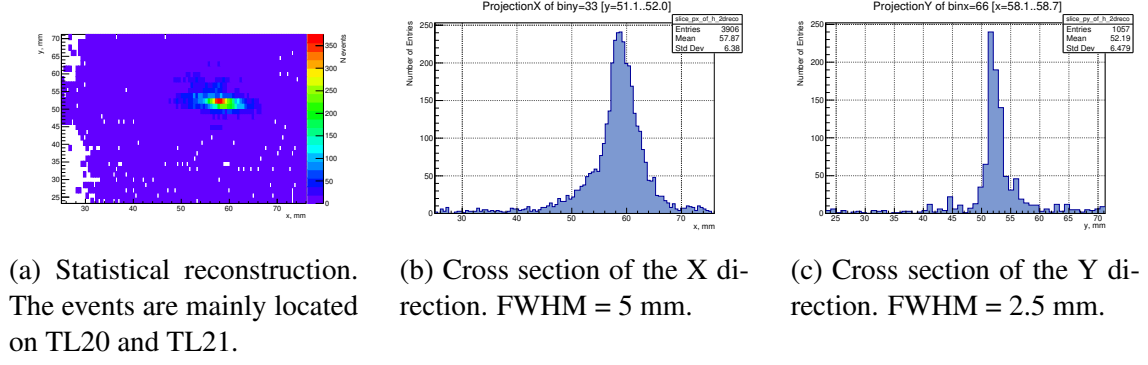 y, mm
70
65
60
55
50
45
40
35
30
25
30 40 50 60 70
x, mm
N events
350
300
250
200
150
100
50
0
ProjectionX of biny=33 [y=51.1..52.0]
slice_px_of_h_2dreco
Entries 3906
Mean 57.87
Std Dev 6.38
Number of Entries
250
200
150
100
50
0
30 40 50 60 70
x, mm
ProjectionY of binx=66 [x=58.1..58.7]
slice_py_of_h_2dreco
Entries 1057
Mean 52.19
Std Dev 6.479
Number of Entries
250
200
150
100
50
0
25 30 35 40 45 50 55 60 65 70
y, mm
(a) Statistical reconstruction.
The events are mainly located
on TL20 and TL21.
(b) Cross section of the X di-
rection. FWHM = 5 mm.
(c) Cross section of the Y di-
rection. FWHM = 2.5 mm.